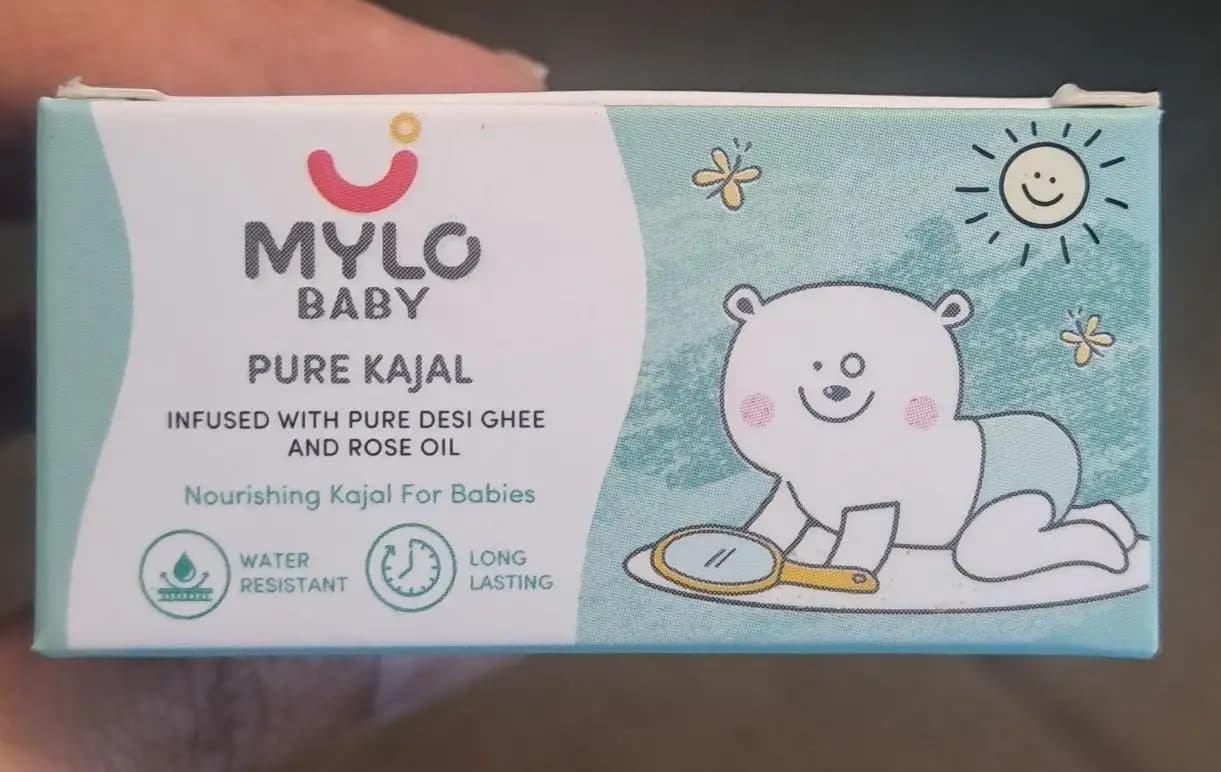 MYLO
BABY
PURE KAJAL
INFUSED WITH PURE DESI GHEE
AND ROSE OIL
Nourishing Kajal For Babies
WATER
RESISTANT
LONG
LASTING